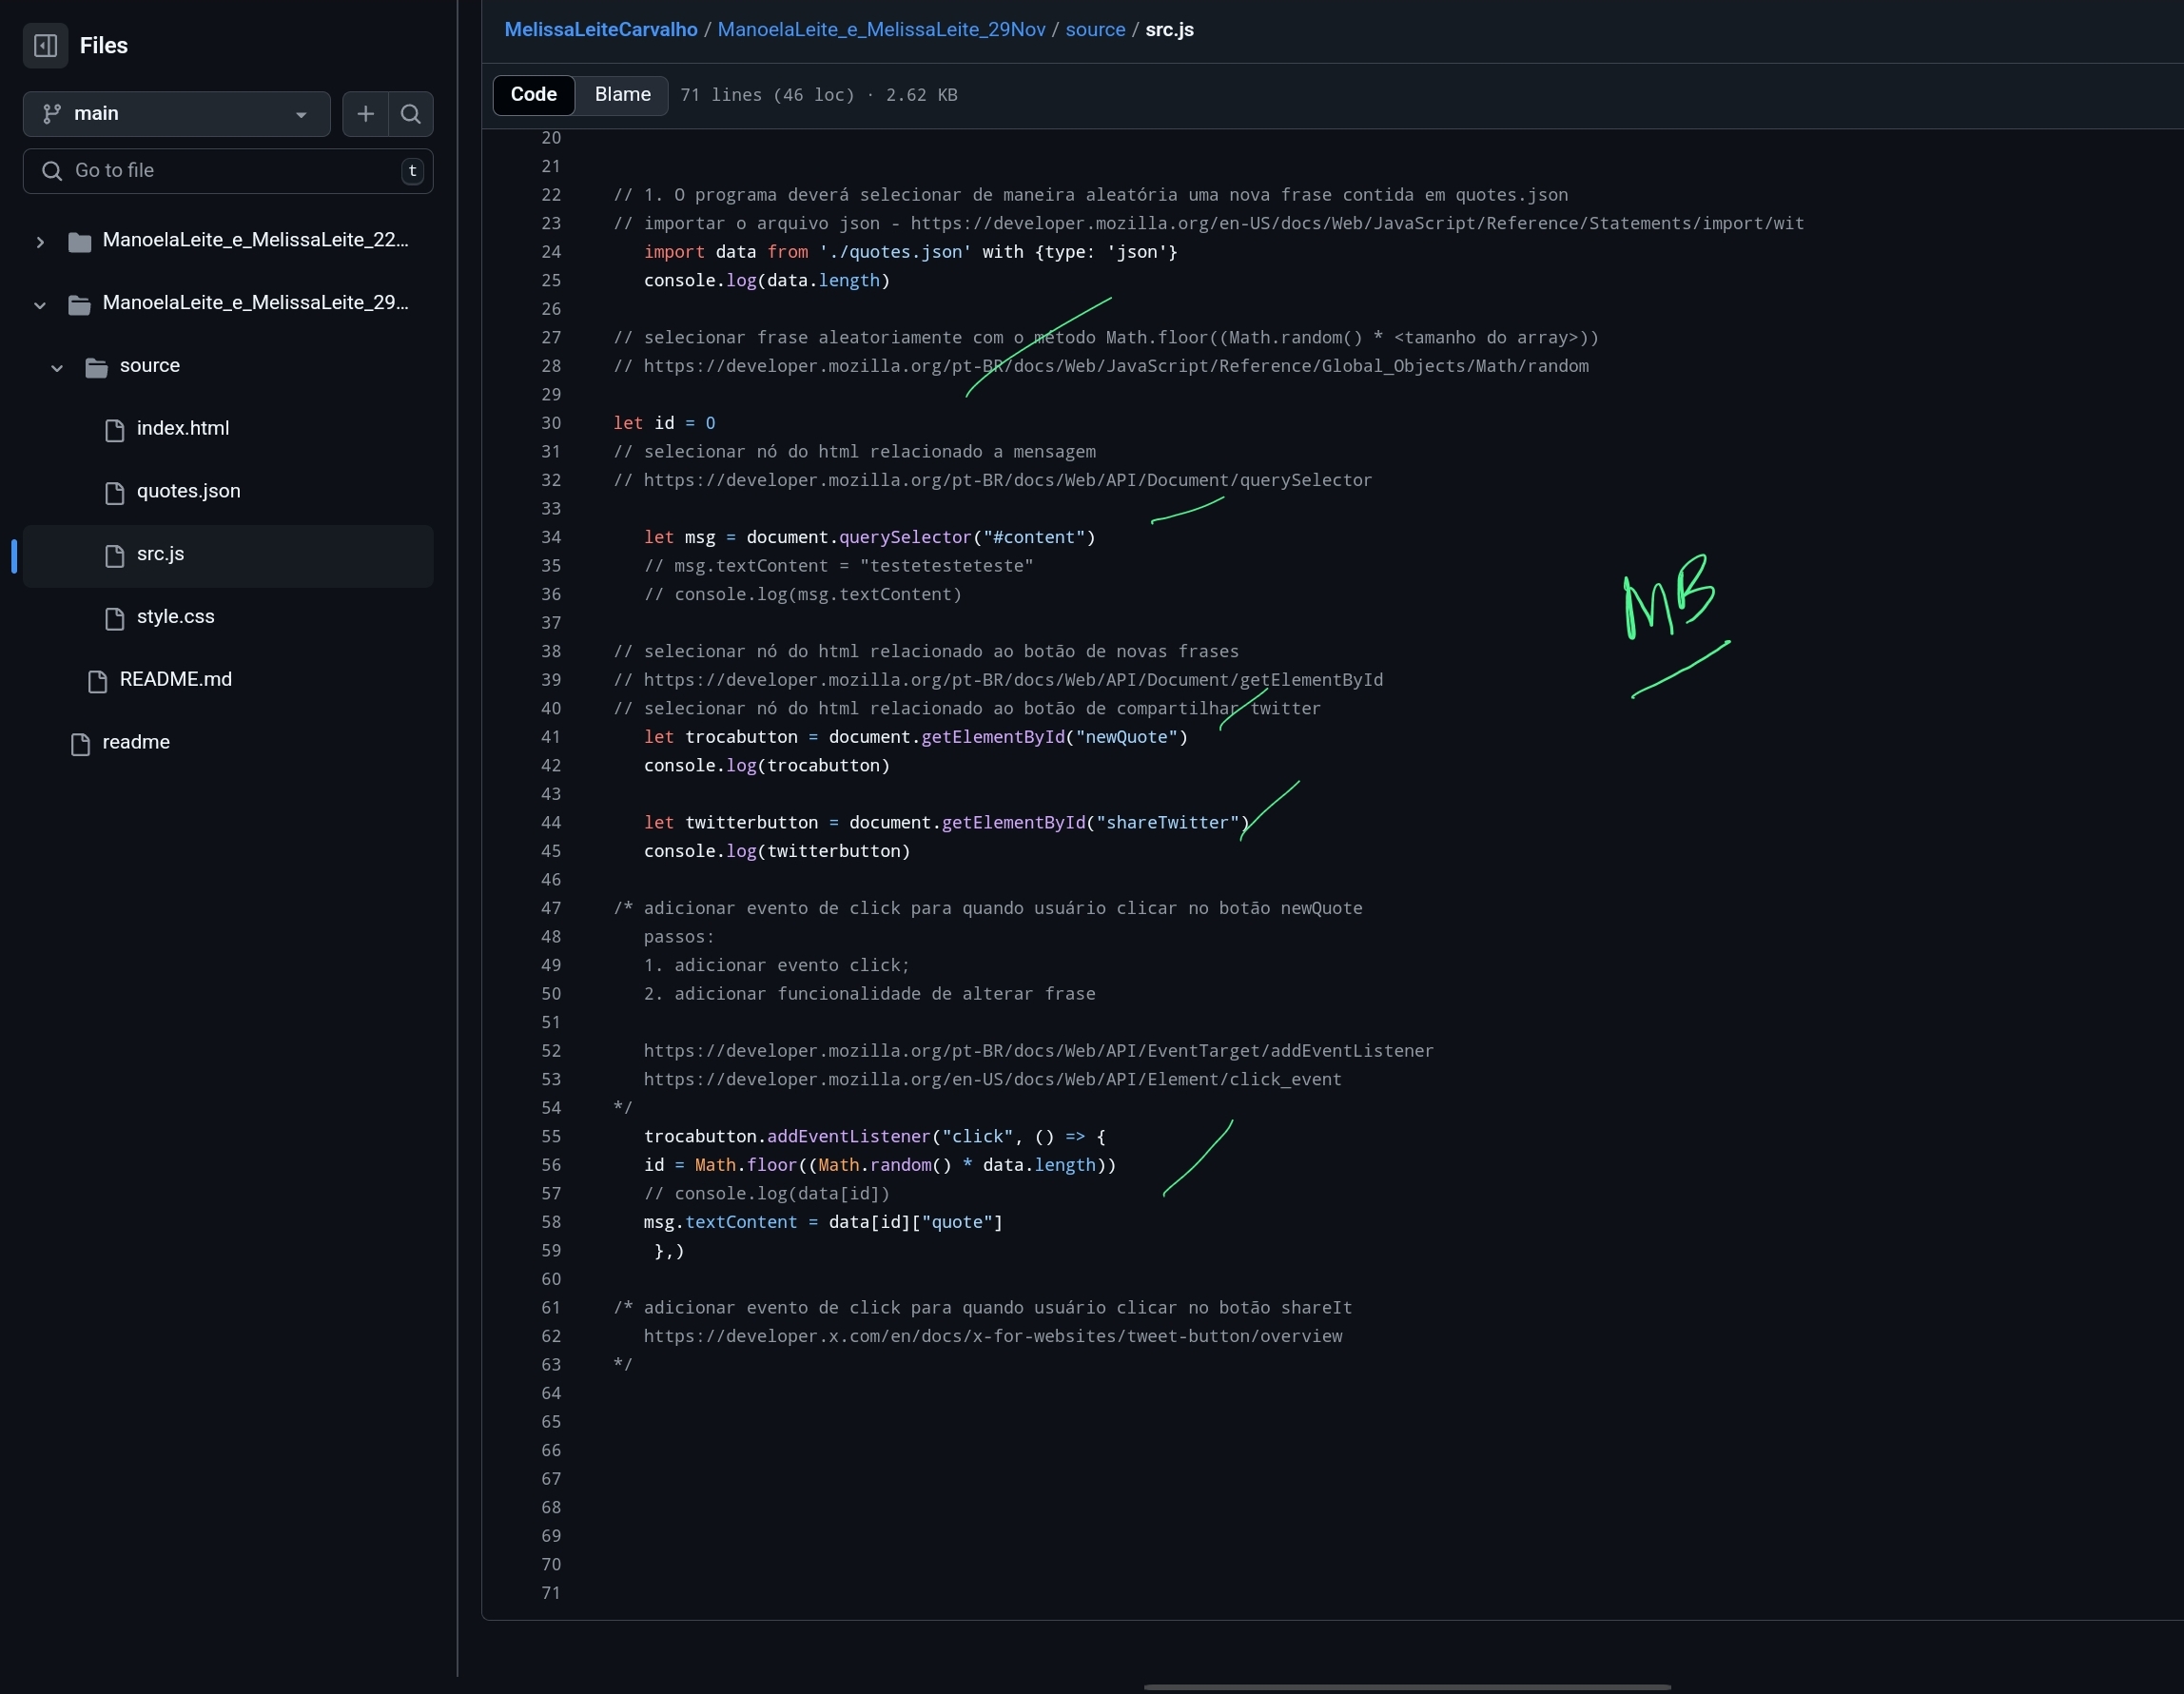 Files
main
Go to file
t
ManoelaLeite_e_MelissaLeite_22...
ManoelaLeite_e_MelissaLeite_29...
source
index.html
quotes.json
src.js
style.css
README.md
readme
MelissaLeiteCarvalho / ManoelaLeite_e_MelissaLeite_29Nov / source / src.js
Code Blame 71 lines (46 loc) · 2.62 KB
20
21
22 // 1. O programa deverá selecionar de maneira aleatória uma nova frase contida em quotes.json
23 // importar o arquivo json - https://developer.mozilla.org/en-US/docs/Web/JavaScript/Reference/Statements/import/wit
24 import data from './quotes.json' with {type: 'json'}
25 console.log(data.length)
26
27 // selecionar frase aleatoriamente com o método Math.floor((Math.random() * <tamanho do array>))
28 // https://developer.mozilla.org/pt-BR/docs/Web/JavaScript/Reference/Global_Objects/Math/random
29
30 let id = 0
31 // selecionar nó do html relacionado a mensagem
32 // https://developer.mozilla.org/pt-BR/docs/Web/API/Document/querySelector
33
34 let msg = document.querySelector("#content")
35 // msg.textContent = "testetesteteste"
36 // console.log(msg.textContent)
37
38 // selecionar nó do html relacionado ao botão de novas frases
39 // https://developer.mozilla.org/pt-BR/docs/Web/API/Document/getElementById
40 // selecionar nó do html relacionado ao botão de compartilhar twitter
41 let trocabutton = document.getElementById("newQuote")
42 console.log(trocabutton)
43
44 let twitterbutton = document.getElementById("shareTwitter")
45 console.log(twitterbutton)
46
47 /* adicionar evento de click para quando usuário clicar no botão newQuote
48 passos:
49 1. adicionar evento click;
50 2. adicionar funcionalidade de alterar frase
51
52 https://developer.mozilla.org/pt-BR/docs/Web/API/EventTarget/addEventListener
53 https://developer.mozilla.org/en-US/docs/Web/API/Element/click_event
54 */
55 trocabutton.addEventListener("click", () => {
56 id = Math.floor((Math.random() * data.length))
57 // console.log(data[id])
58 msg.textContent = data[id]["quote"]
59 },)
60
61 /* adicionar evento de click para quando usuário clicar no botão shareIt
62 https://developer.x.com/en/docs/x-for-websites/tweet-button/overview
63 */
64
65
66
67
68
69
70
71
MB